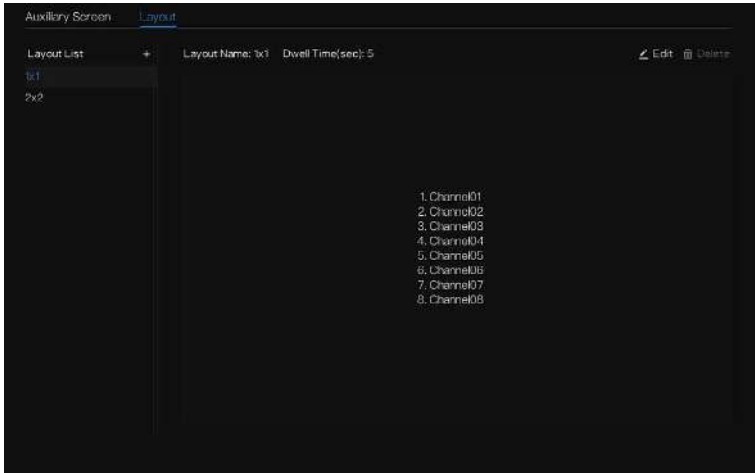 Auxiliary Screen Layout
Layout List + Layout Name: 1x1 Dwell Time(sec): 5 Edit Delete
1x1
2x2
1. Channel01
2. Channel02
3. Channel03
4. Channel04
5. Channel05
6. Channel06
7. Channel07
8. Channel08